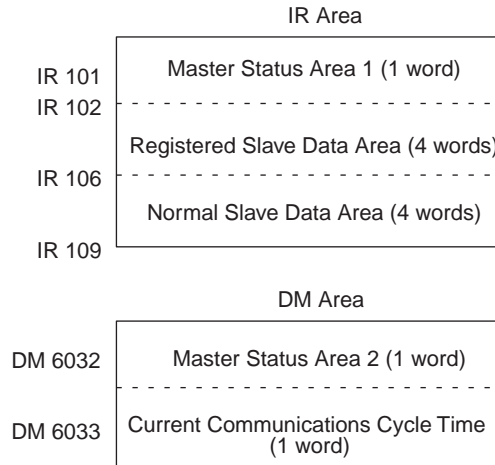 IR Area
IR 101
Master Status Area 1 (1 word)
IR 102
Registered Slave Data Area (4 words)
IR 106
Normal Slave Data Area (4 words)
IR 109
DM Area
DM 6032
Master Status Area 2 (1 word)
DM 6033
Current Communications Cycle Time
(1 word)